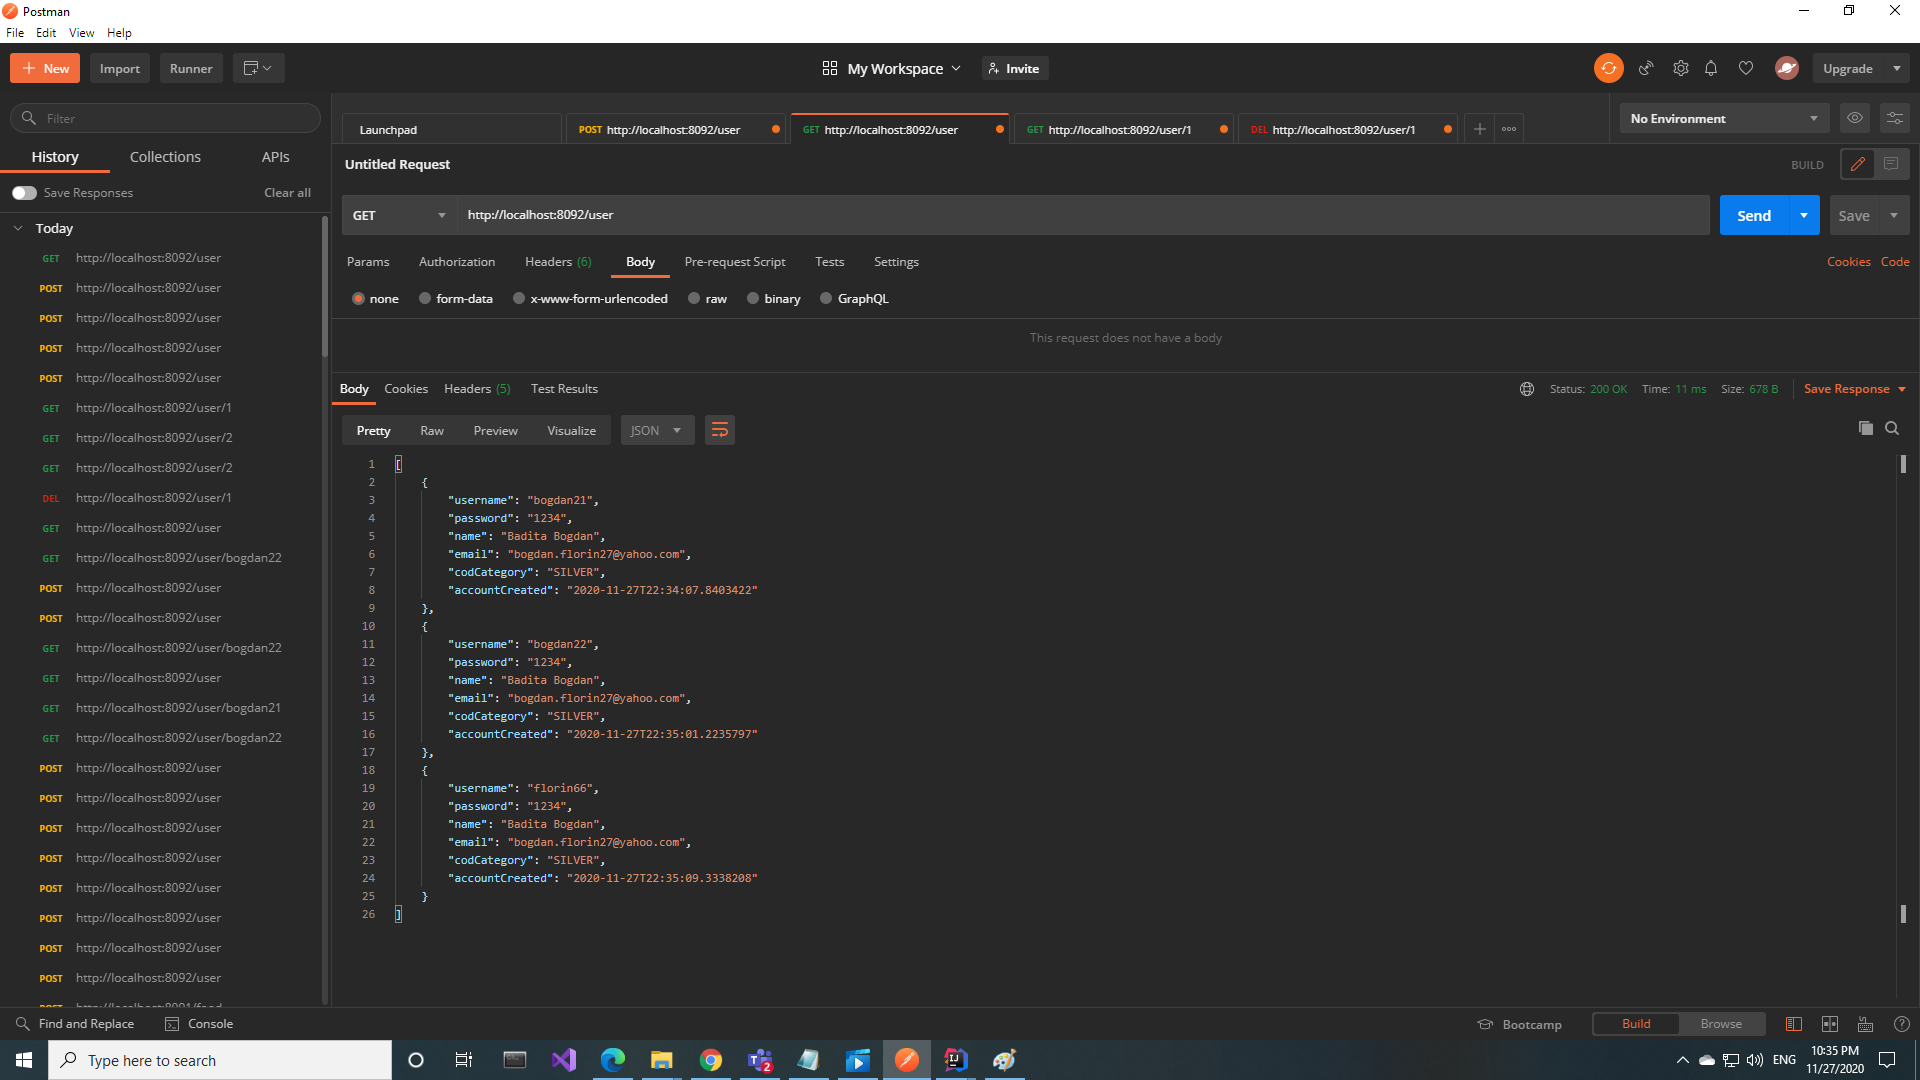 Postman
File Edit View Help
New Import Runner My Workspace Invite Upgrade
Filter
History Collections APIs
Save Responses Clear all
Today
GET http://localhost:8092/user
POST http://localhost:8092/user
POST http://localhost:8092/user
POST http://localhost:8092/user
POST http://localhost:8092/user
GET http://localhost:8092/user/1
GET http://localhost:8092/user/2
GET http://localhost:8092/user/2
DEL http://localhost:8092/user/1
GET http://localhost:8092/user
GET http://localhost:8092/user/bogdan22
POST http://localhost:8092/user
POST http://localhost:8092/user
GET http://localhost:8092/user/bogdan22
GET http://localhost:8092/user
GET http://localhost:8092/user/bogdan21
GET http://localhost:8092/user/bogdan22
POST http://localhost:8092/user
POST http://localhost:8092/user
POST http://localhost:8092/user
POST http://localhost:8092/user
POST http://localhost:8092/user
POST http://localhost:8092/user
POST http://localhost:8092/user
POST http://localhost:8092/user
POST http://localhost:8091/food
Launchpad POST http://localhost:8092/user GET http://localhost:8092/user GET http://localhost:8092/user/1 DEL http://localhost:8092/user/1 No Environment
Untitled Request BUILD
GET http://localhost:8092/user Send Save
Params Authorization Headers (6) Body Pre-request Script Tests Settings Cookies Code
none form-data x-www-form-urlencoded raw binary GraphQL
This request does not have a body
Body Cookies Headers (5) Test Results Status: 200 OK Time: 11 ms Size: 678 B Save Response
Pretty Raw Preview Visualize JSON
1 [
2 {
3 "username": "bogdan21",
4 "password": "1234",
5 "name": "Badita Bogdan",
6 "email": "bogdan.florin27@yahoo.com",
7 "codCategory": "SILVER",
8 "accountCreated": "2020-11-27T22:34:07.8403422"
9 },
10 {
11 "username": "bogdan22",
12 "password": "1234",
13 "name": "Badita Bogdan",
14 "email": "bogdan.florin27@yahoo.com",
15 "codCategory": "SILVER",
16 "accountCreated": "2020-11-27T22:35:01.2235797"
17 },
18 {
19 "username": "florin66",
20 "password": "1234",
21 "name": "Badita Bogdan",
22 "email": "bogdan.florin27@yahoo.com",
23 "codCategory": "SILVER",
24 "accountCreated": "2020-11-27T22:35:09.3338208"
25 }
26 ]
Find and Replace Console Bootcamp Build Browse
Type here to search 2 ENG 10:35 PM
11/27/2020